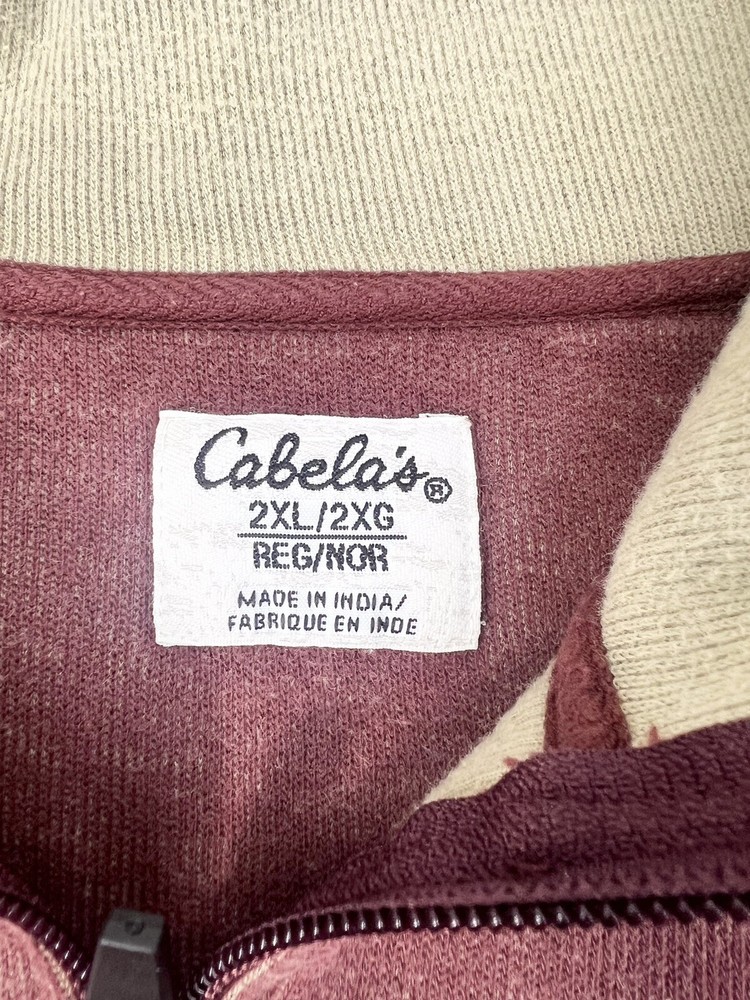 Cabela's®
2XL/2XG
REG/NOR
MADE IN INDIA/
FABRIQUE EN INDE